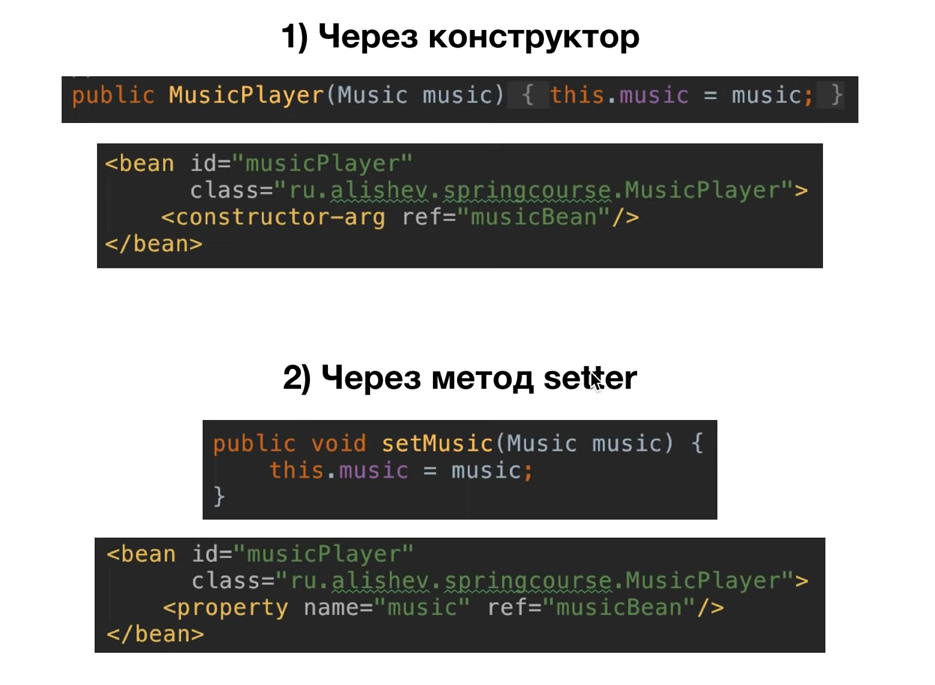 1) Через конструктор
public MusicPlayer(Music music) { this.music = music; }
<bean id="musicPlayer"
class="ru.alishev.springcourse.MusicPlayer">
<constructor-arg ref="musicBean"/>
</bean>
2) Через метод setter
public void setMusic(Music music) {
this.music = music;
}
<bean id="musicPlayer"
class="ru.alishev.springcourse.MusicPlayer">
<property name="music" ref="musicBean"/>
</bean>